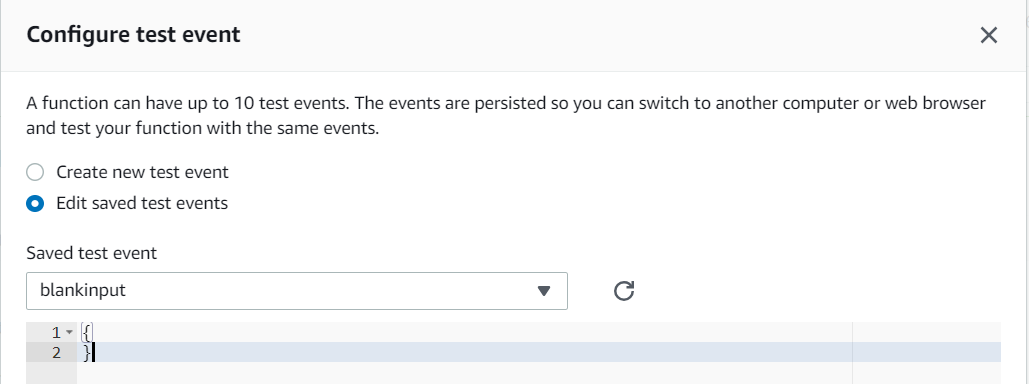 Configure test event
A function can have up to 10 test events. The events are persisted so you can switch to another computer or web browser
and test your function with the same events.
Create new test event
Edit saved test events
Saved test event
blankinput
1 {
2 }